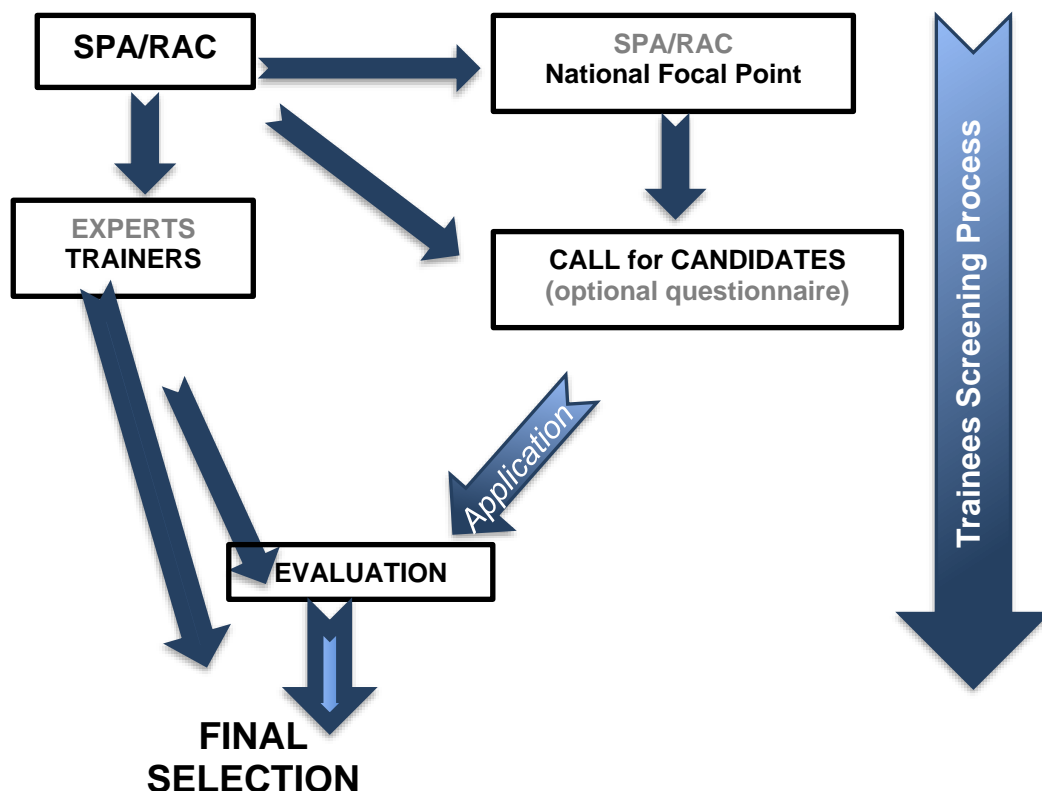 SPA/RAC
SPA/RAC
National Focal Point
EXPERTS
TRAINERS
CALL for CANDIDATES
(optional questionnaire)
Trainees Screening Process
Application
EVALUATION
FINAL
SELECTION